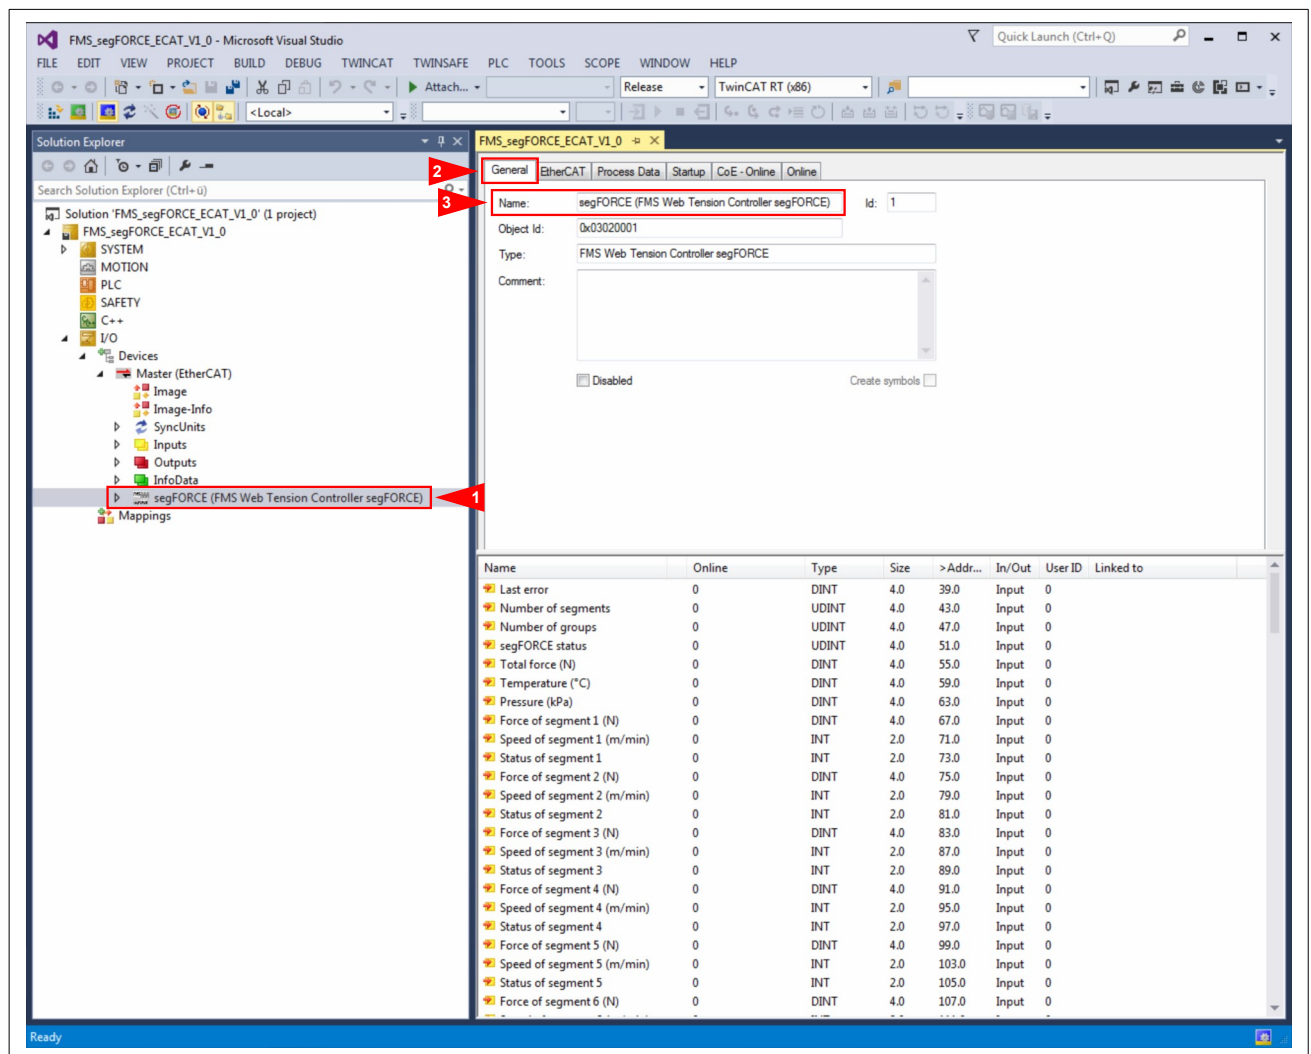 FMS_segFORCE_ECAT_V1_0 - Microsoft Visual Studio
Quick Launch (Ctrl+Q)
FILE EDIT VIEW PROJECT BUILD DEBUG TWINCAT TWINSAFE PLC TOOLS SCOPE WINDOW HELP
Attach... Release TwinCAT RT (x86)
<Local>
Solution Explorer
Search Solution Explorer (Ctrl+ü)
Solution 'FMS_segFORCE_ECAT_V1_0' (1 project)
FMS_segFORCE_ECAT_V1_0
SYSTEM
MOTION
PLC
SAFETY
C++
I/O
Devices
Master (EtherCAT)
Image
Image-Info
SyncUnits
Inputs
Outputs
InfoData
segFORCE (FMS Web Tension Controller segFORCE)
1
Mappings
FMS_segFORCE_ECAT_V1_0
2
General EtherCAT Process Data Startup CoE - Online Online
3
Name: segFORCE (FMS Web Tension Controller segFORCE) Id: 1
Object Id: 0x03020001
Type: FMS Web Tension Controller segFORCE
Comment:
Disabled Create symbols
Name Online Type Size >Addr... In/Out User ID Linked to
Last error 0 DINT 4.0 39.0 Input 0
Number of segments 0 UDINT 4.0 43.0 Input 0
Number of groups 0 UDINT 4.0 47.0 Input 0
segFORCE status 0 UDINT 4.0 51.0 Input 0
Total force (N) 0 DINT 4.0 55.0 Input 0
Temperature (°C) 0 DINT 4.0 59.0 Input 0
Pressure (kPa) 0 DINT 4.0 63.0 Input 0
Force of segment 1 (N) 0 DINT 4.0 67.0 Input 0
Speed of segment 1 (m/min) 0 INT 2.0 71.0 Input 0
Status of segment 1 0 INT 2.0 73.0 Input 0
Force of segment 2 (N) 0 DINT 4.0 75.0 Input 0
Speed of segment 2 (m/min) 0 INT 2.0 79.0 Input 0
Status of segment 2 0 INT 2.0 81.0 Input 0
Force of segment 3 (N) 0 DINT 4.0 83.0 Input 0
Speed of segment 3 (m/min) 0 INT 2.0 87.0 Input 0
Status of segment 3 0 INT 2.0 89.0 Input 0
Force of segment 4 (N) 0 DINT 4.0 91.0 Input 0
Speed of segment 4 (m/min) 0 INT 2.0 95.0 Input 0
Status of segment 4 0 INT 2.0 97.0 Input 0
Force of segment 5 (N) 0 DINT 4.0 99.0 Input 0
Speed of segment 5 (m/min) 0 INT 2.0 103.0 Input 0
Status of segment 5 0 INT 2.0 105.0 Input 0
Force of segment 6 (N) 0 DINT 4.0 107.0 Input 0
Ready